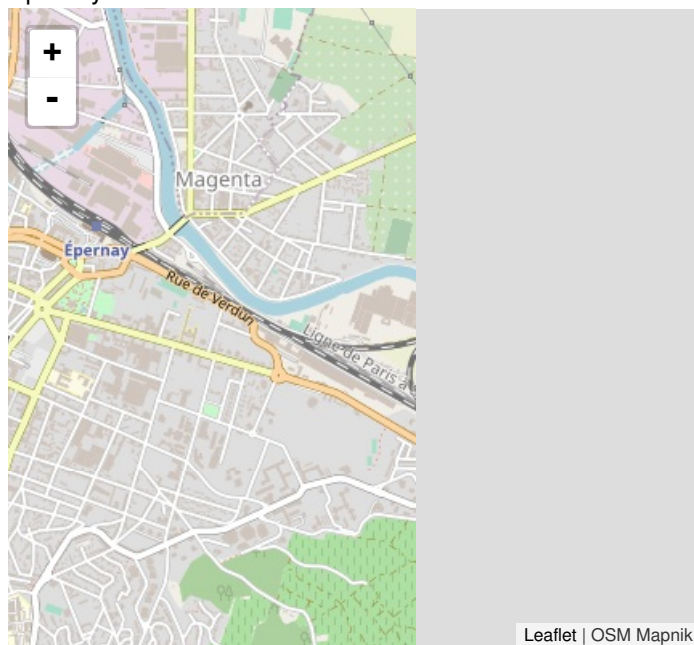 +
-
Magenta
Épernay
Rue de Verdun
Ligne de Paris à
Leaflet | OSM Mapnik